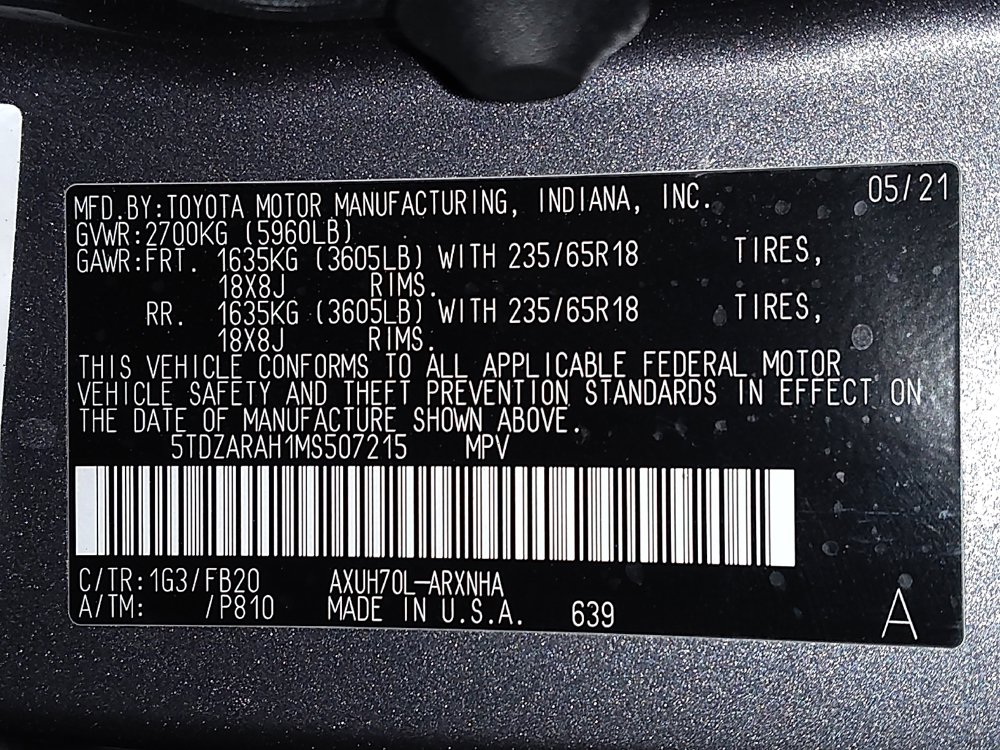 MFD.BY:TOYOTA MOTOR MANUFACTURING, INDIANA, INC. 05/21
GVWR:2700KG (5960LB)
GAWR:FRT. 1635KG (3605LB) WITH 235/65R18 TIRES,
18X8J RIMS.
RR. 1635KG (3605LB) WITH 235/65R18 TIRES,
18X8J RIMS.
THIS VEHICLE CONFORMS TO ALL APPLICABLE FEDERAL MOTOR
VEHICLE SAFETY AND THEFT PREVENTION STANDARDS IN EFFECT ON
THE DATE OF MANUFACTURE SHOWN ABOVE.
5TDZARAH1MS507215 MPV
C/TR:1G3/FB20 AXUH70L-ARXNHA
A/TM: /P810 MADE IN U.S.A. 639 A